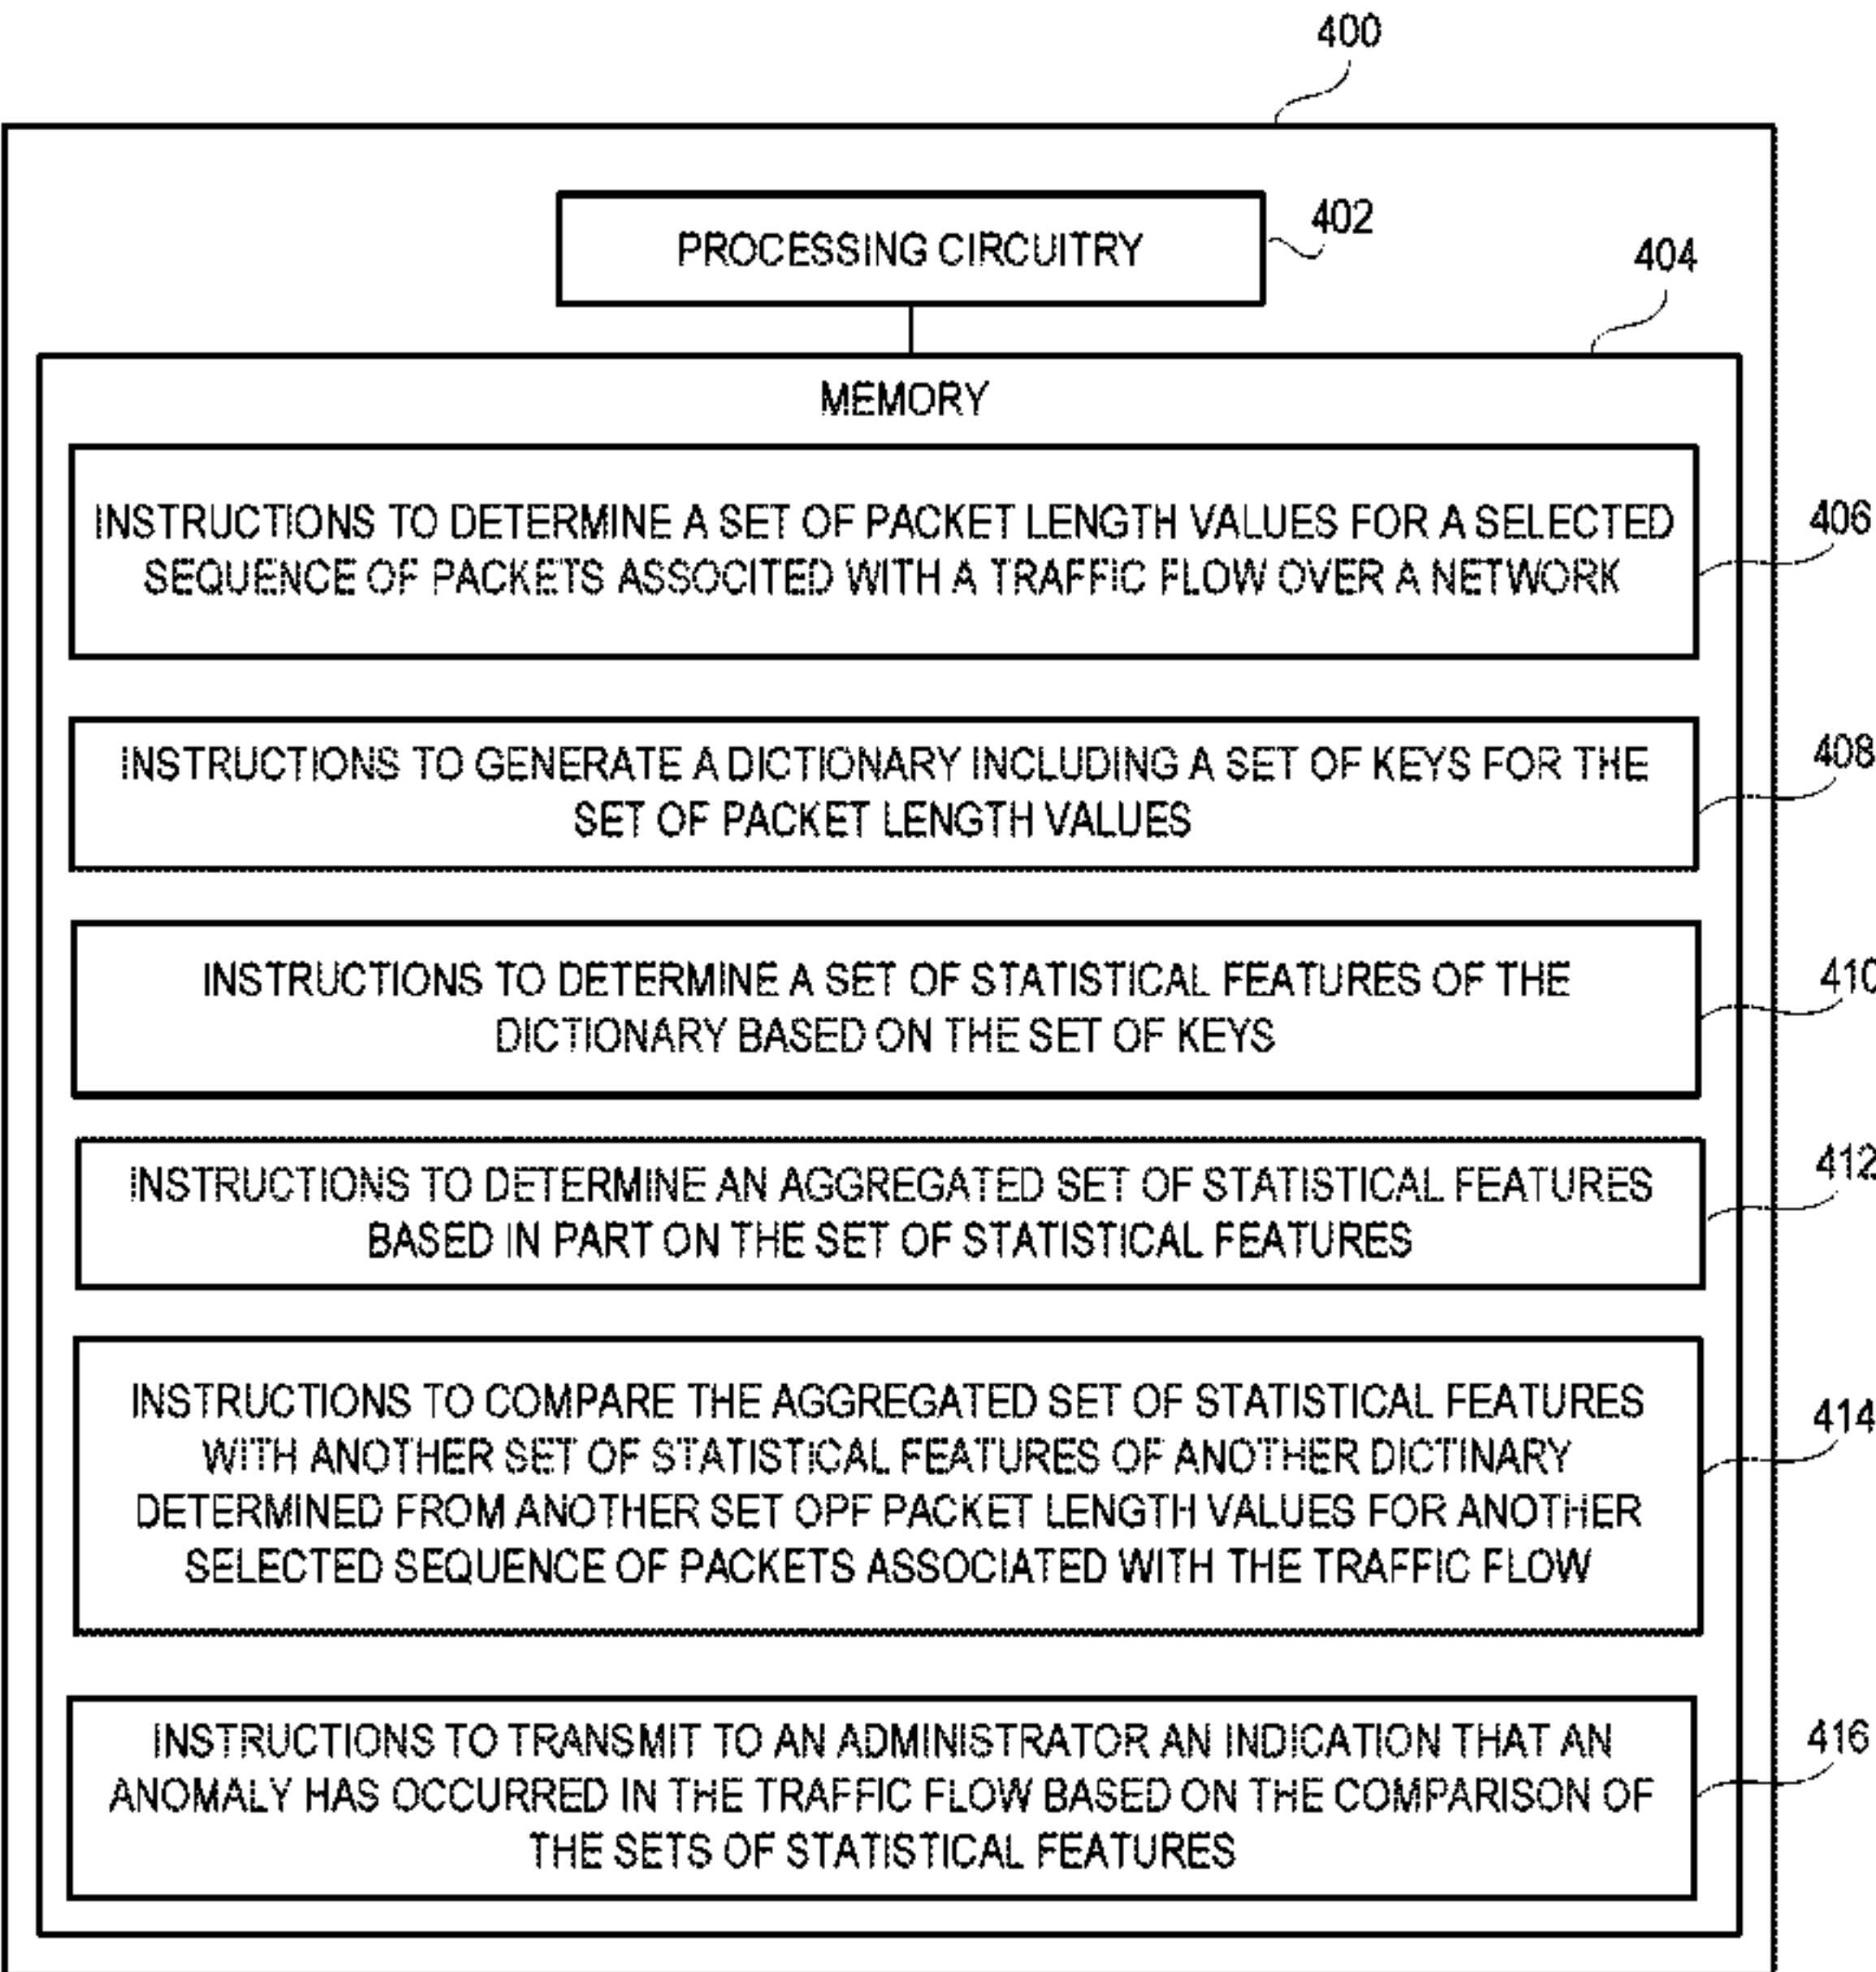 400
PROCESSING CIRCUITRY
402
404
MEMORY
INSTRUCTIONS TO DETERMINE A SET OF PACKET LENGTH VALUES FOR A SELECTED
SEQUENCE OF PACKETS ASSOCITED WITH A TRAFFIC FLOW OVER A NETWORK
406
INSTRUCTIONS TO GENERATE A DICTIONARY INCLUDING A SET OF KEYS FOR THE
SET OF PACKET LENGTH VALUES
408
INSTRUCTIONS TO DETERMINE A SET OF STATISTICAL FEATURES OF THE
DICTIONARY BASED ON THE SET OF KEYS
410
INSTRUCTIONS TO DETERMINE AN AGGREGATED SET OF STATISTICAL FEATURES
BASED IN PART ON THE SET OF STATISTICAL FEATURES
412
INSTRUCTIONS TO COMPARE THE AGGREGATED SET OF STATISTICAL FEATURES
WITH ANOTHER SET OF STATISTICAL FEATURES OF ANOTHER DICTINARY
DETERMINED FROM ANOTHER SET OPF PACKET LENGTH VALUES FOR ANOTHER
SELECTED SEQUENCE OF PACKETS ASSOCIATED WITH THE TRAFFIC FLOW
414
INSTRUCTIONS TO TRANSMIT TO AN ADMINISTRATOR AN INDICATION THAT AN
ANOMALY HAS OCCURRED IN THE TRAFFIC FLOW BASED ON THE COMPARISON OF
THE SETS OF STATISTICAL FEATURES
416